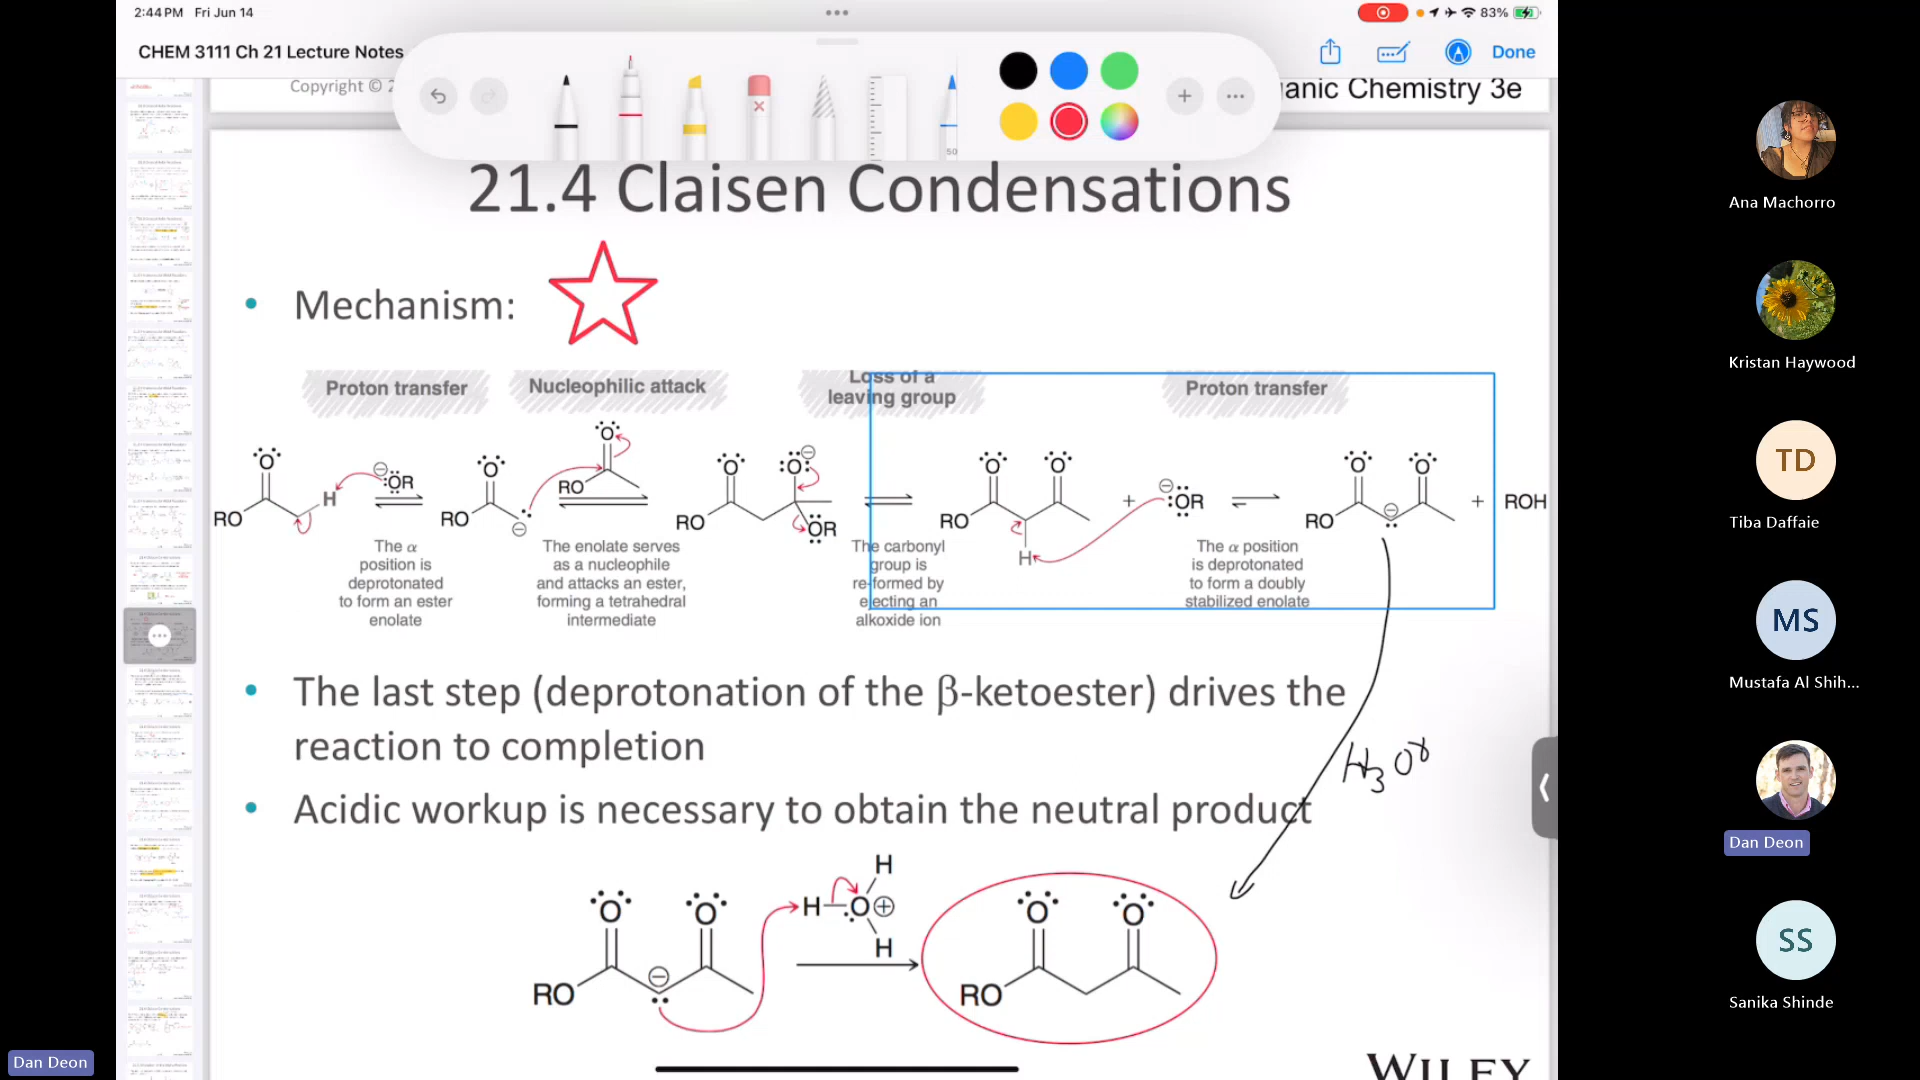 2:44 PM Fri Jun 14
83%
CHEM 3111 Ch 21 Lecture Notes
Done
50
Copyright ©
anic Chemistry 3e
21.4 Claisen Condensations
Mechanism:
Proton transfer
Nucleophilic attack
Loss of a
leaving group
Proton transfer
RO O H ⊖:OR RO O ⊖ RO O RO O O ⊖ OR RO O O H + ⊖:OR RO O O ⊖ + ROH
The α
position is
deprotonated
to form an ester
enolate
The enolate serves
as a nucleophile
and attacks an ester,
forming a tetrahedral
intermediate
The carbonyl
group is
re-formed by
ejecting an
alkoxide ion
The α position
is deprotonated
to form a doubly
stabilized enolate
• The last step (deprotonation of the β-ketoester) drives the
reaction to completion
H₃O⊕
• Acidic workup is necessary to obtain the neutral product
RO O O ⊖ H–O⊕ H H RO O O
WILEY
Ana Machorro
Kristan Haywood
TD
Tiba Daffaie
MS
Mustafa Al Shih...
Dan Deon
SS
Sanika Shinde
Dan Deon